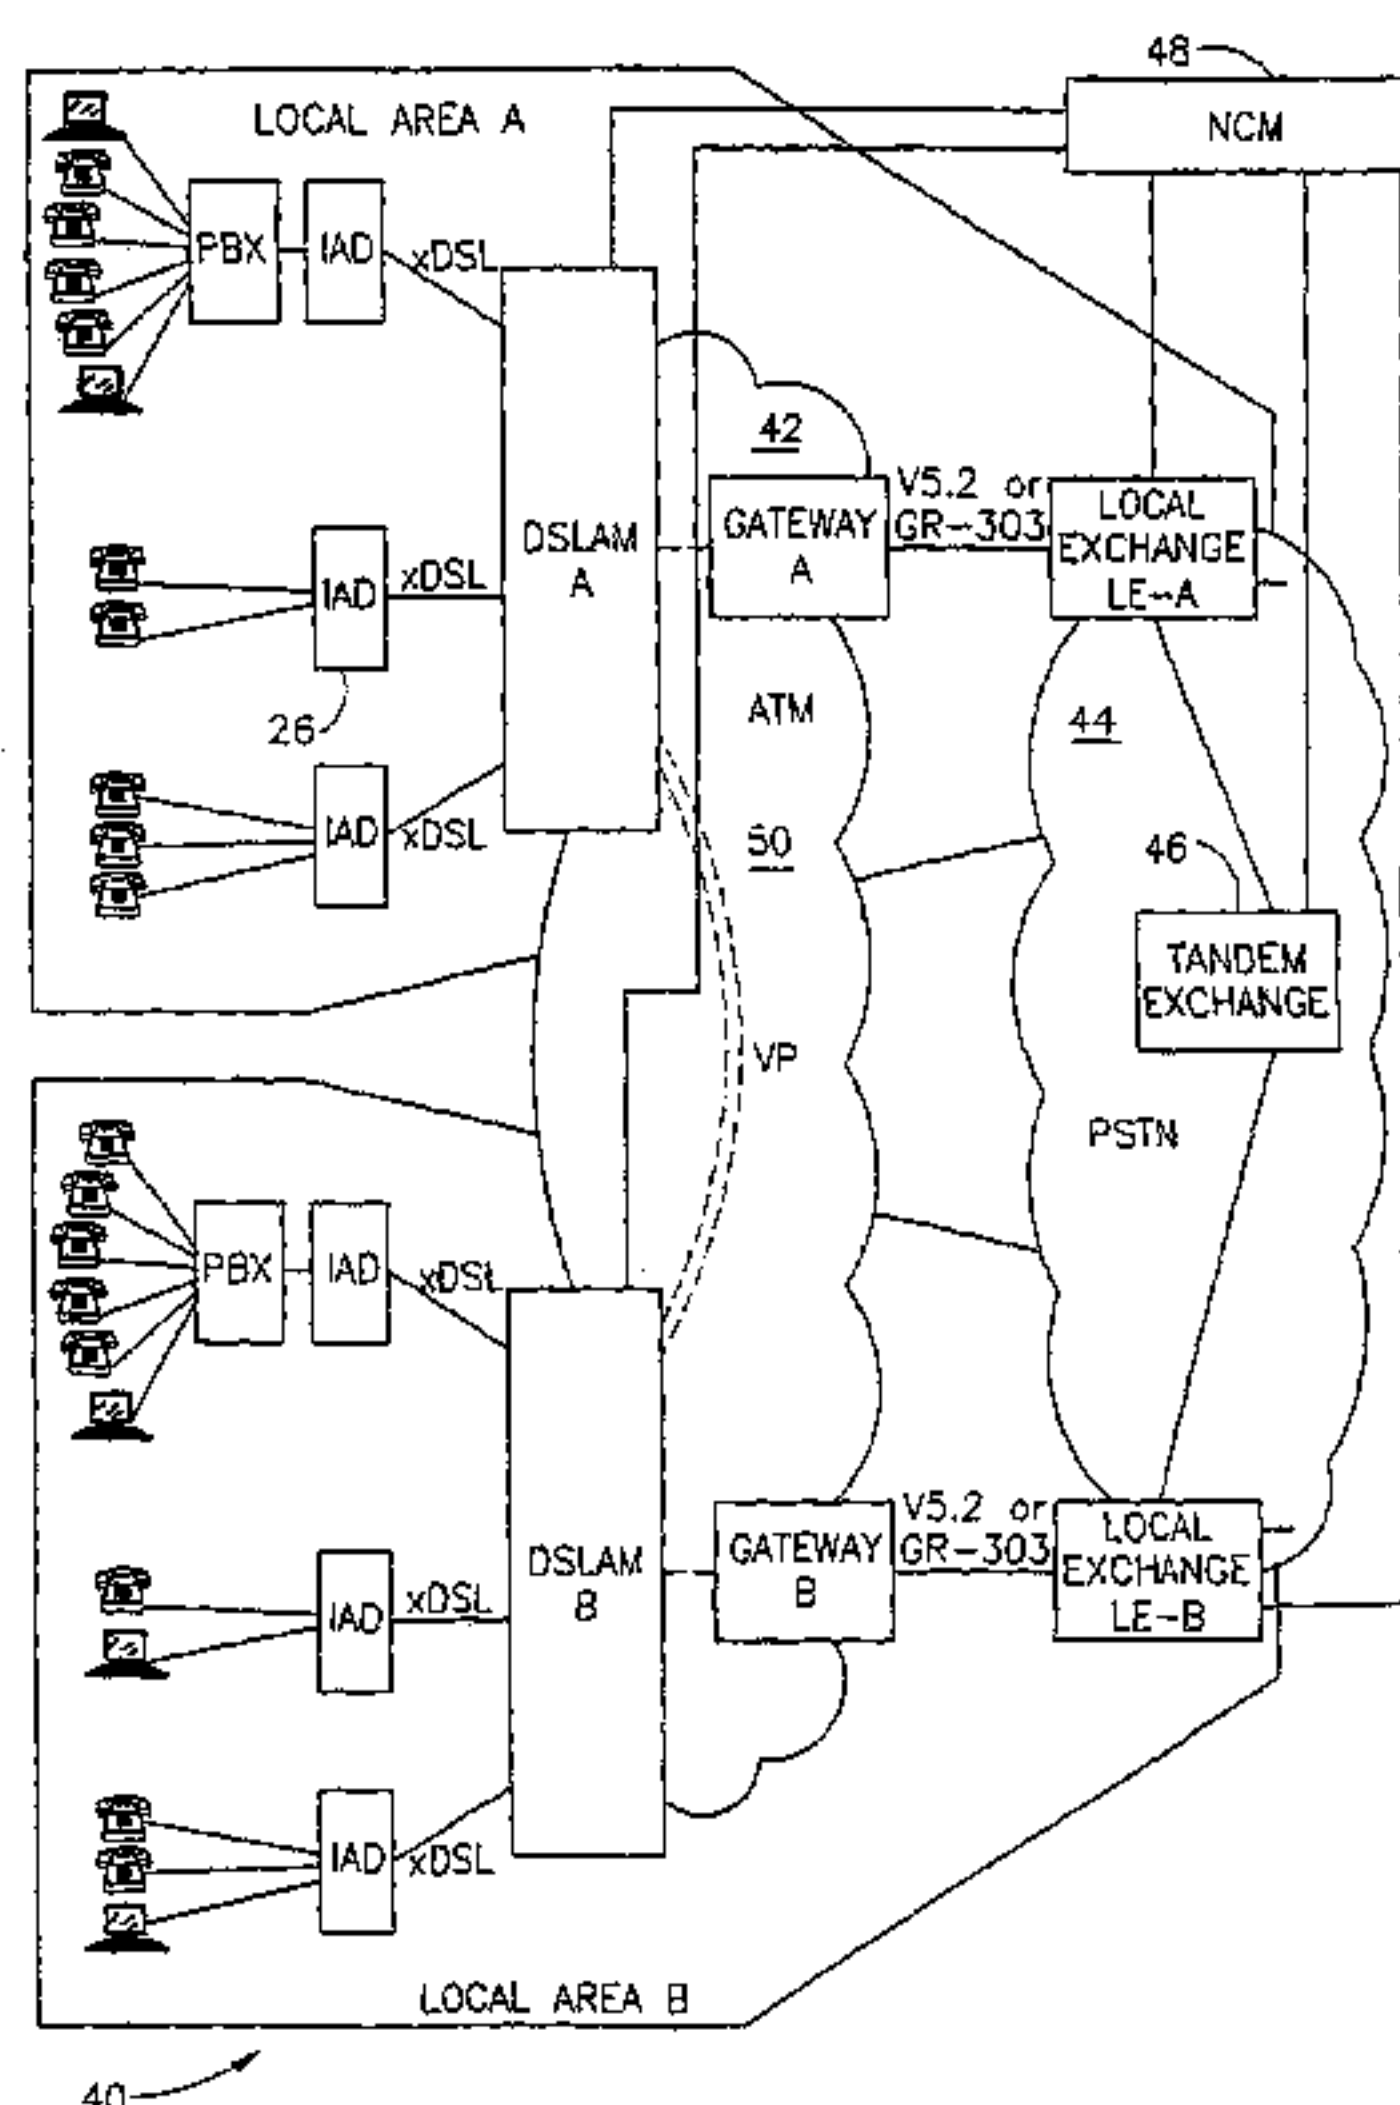 48
NCM
LOCAL AREA A
PBX
IAD
xDSL
42
V5.2 or
GR-303
GATEWAY
A
LOCAL
EXCHANGE
LE-A
DSLAM
A
IAD
xDSL
26
ATM
44
IAD
xDSL
50
46
TANDEM
EXCHANGE
VP
PSTN
PBX
IAD
xDSL
V5.2 or
GR-303
GATEWAY
B
LOCAL
EXCHANGE
LE-B
DSLAM
B
IAD
xDSL
IAD
xDSL
LOCAL AREA B
40